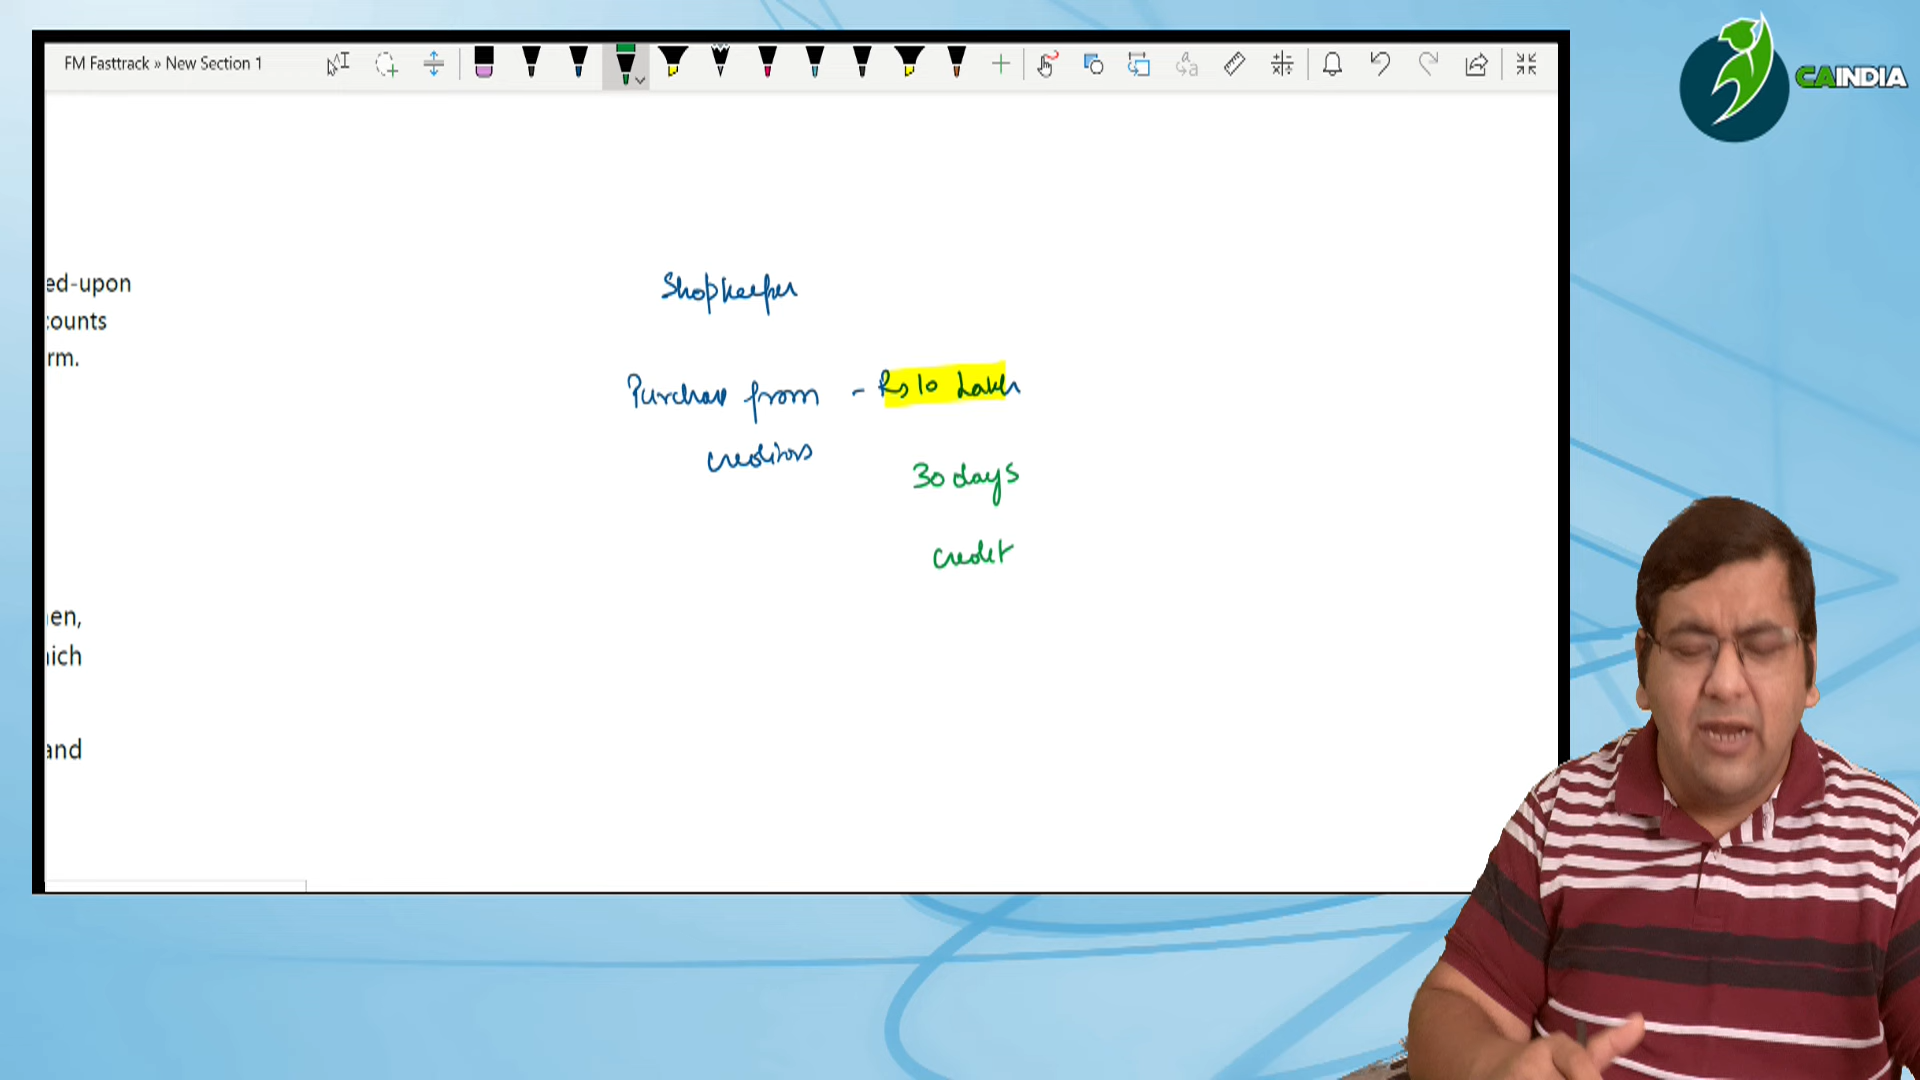 FM Fasttrack » New Section 1
CAINDIA
ed-upon
counts
rm.
Shopkeeper
Purchase from - Rs 10 Lakh
creditors
30 days
credit
en,
hich
and